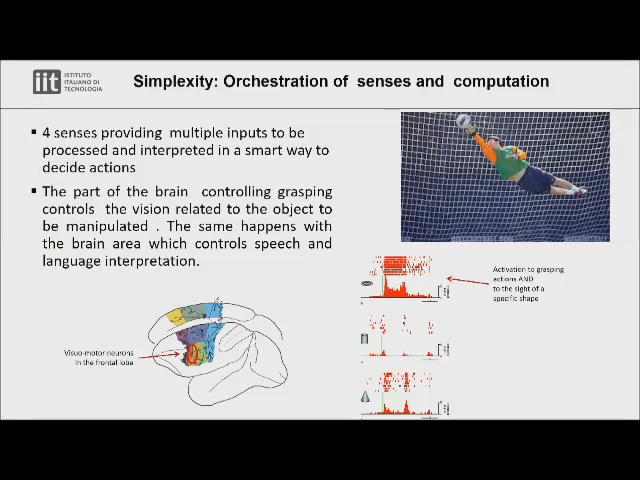 iit
ISTITUTO
ITALIANO DI
TECNOLOGIA
Simplexity: Orchestration of senses and computation
▪ 4 senses providing multiple inputs to be
processed and interpreted in a smart way to
decide actions
▪ The part of the brain controlling grasping
controls the vision related to the object to
be manipulated . The same happens with
the brain area which controls speech and
language interpretation.
Activation to grasping
actions AND
to the sight of a
specific shape
Visuo-motor neurons
in the frontal loba